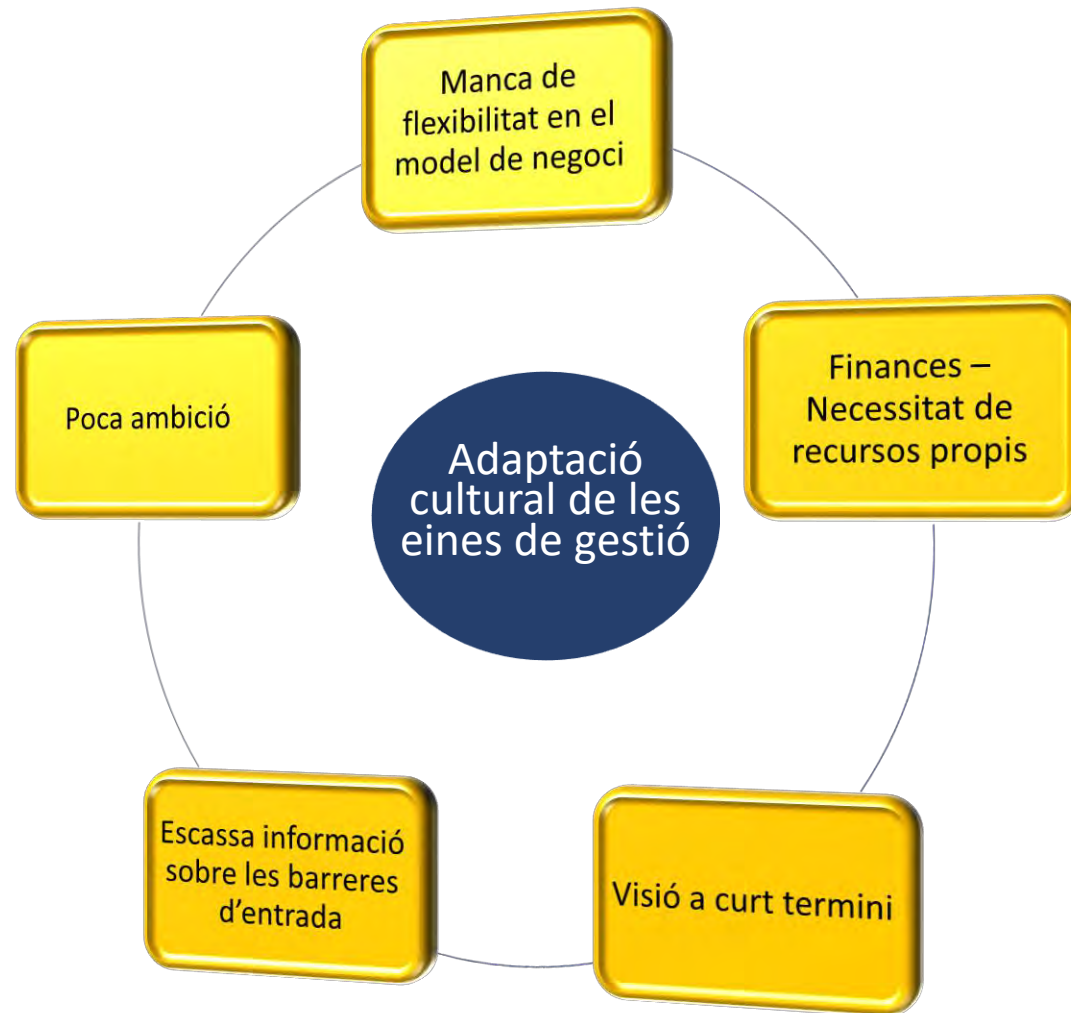 Manca de
flexibilitat en el
model de negoci
Finances –
Necessitat de
recursos propis
Poca ambició
Adaptació
cultural de les
eines de gestió
Escassa informació
sobre les barreres
d’entrada
Visió a curt termini